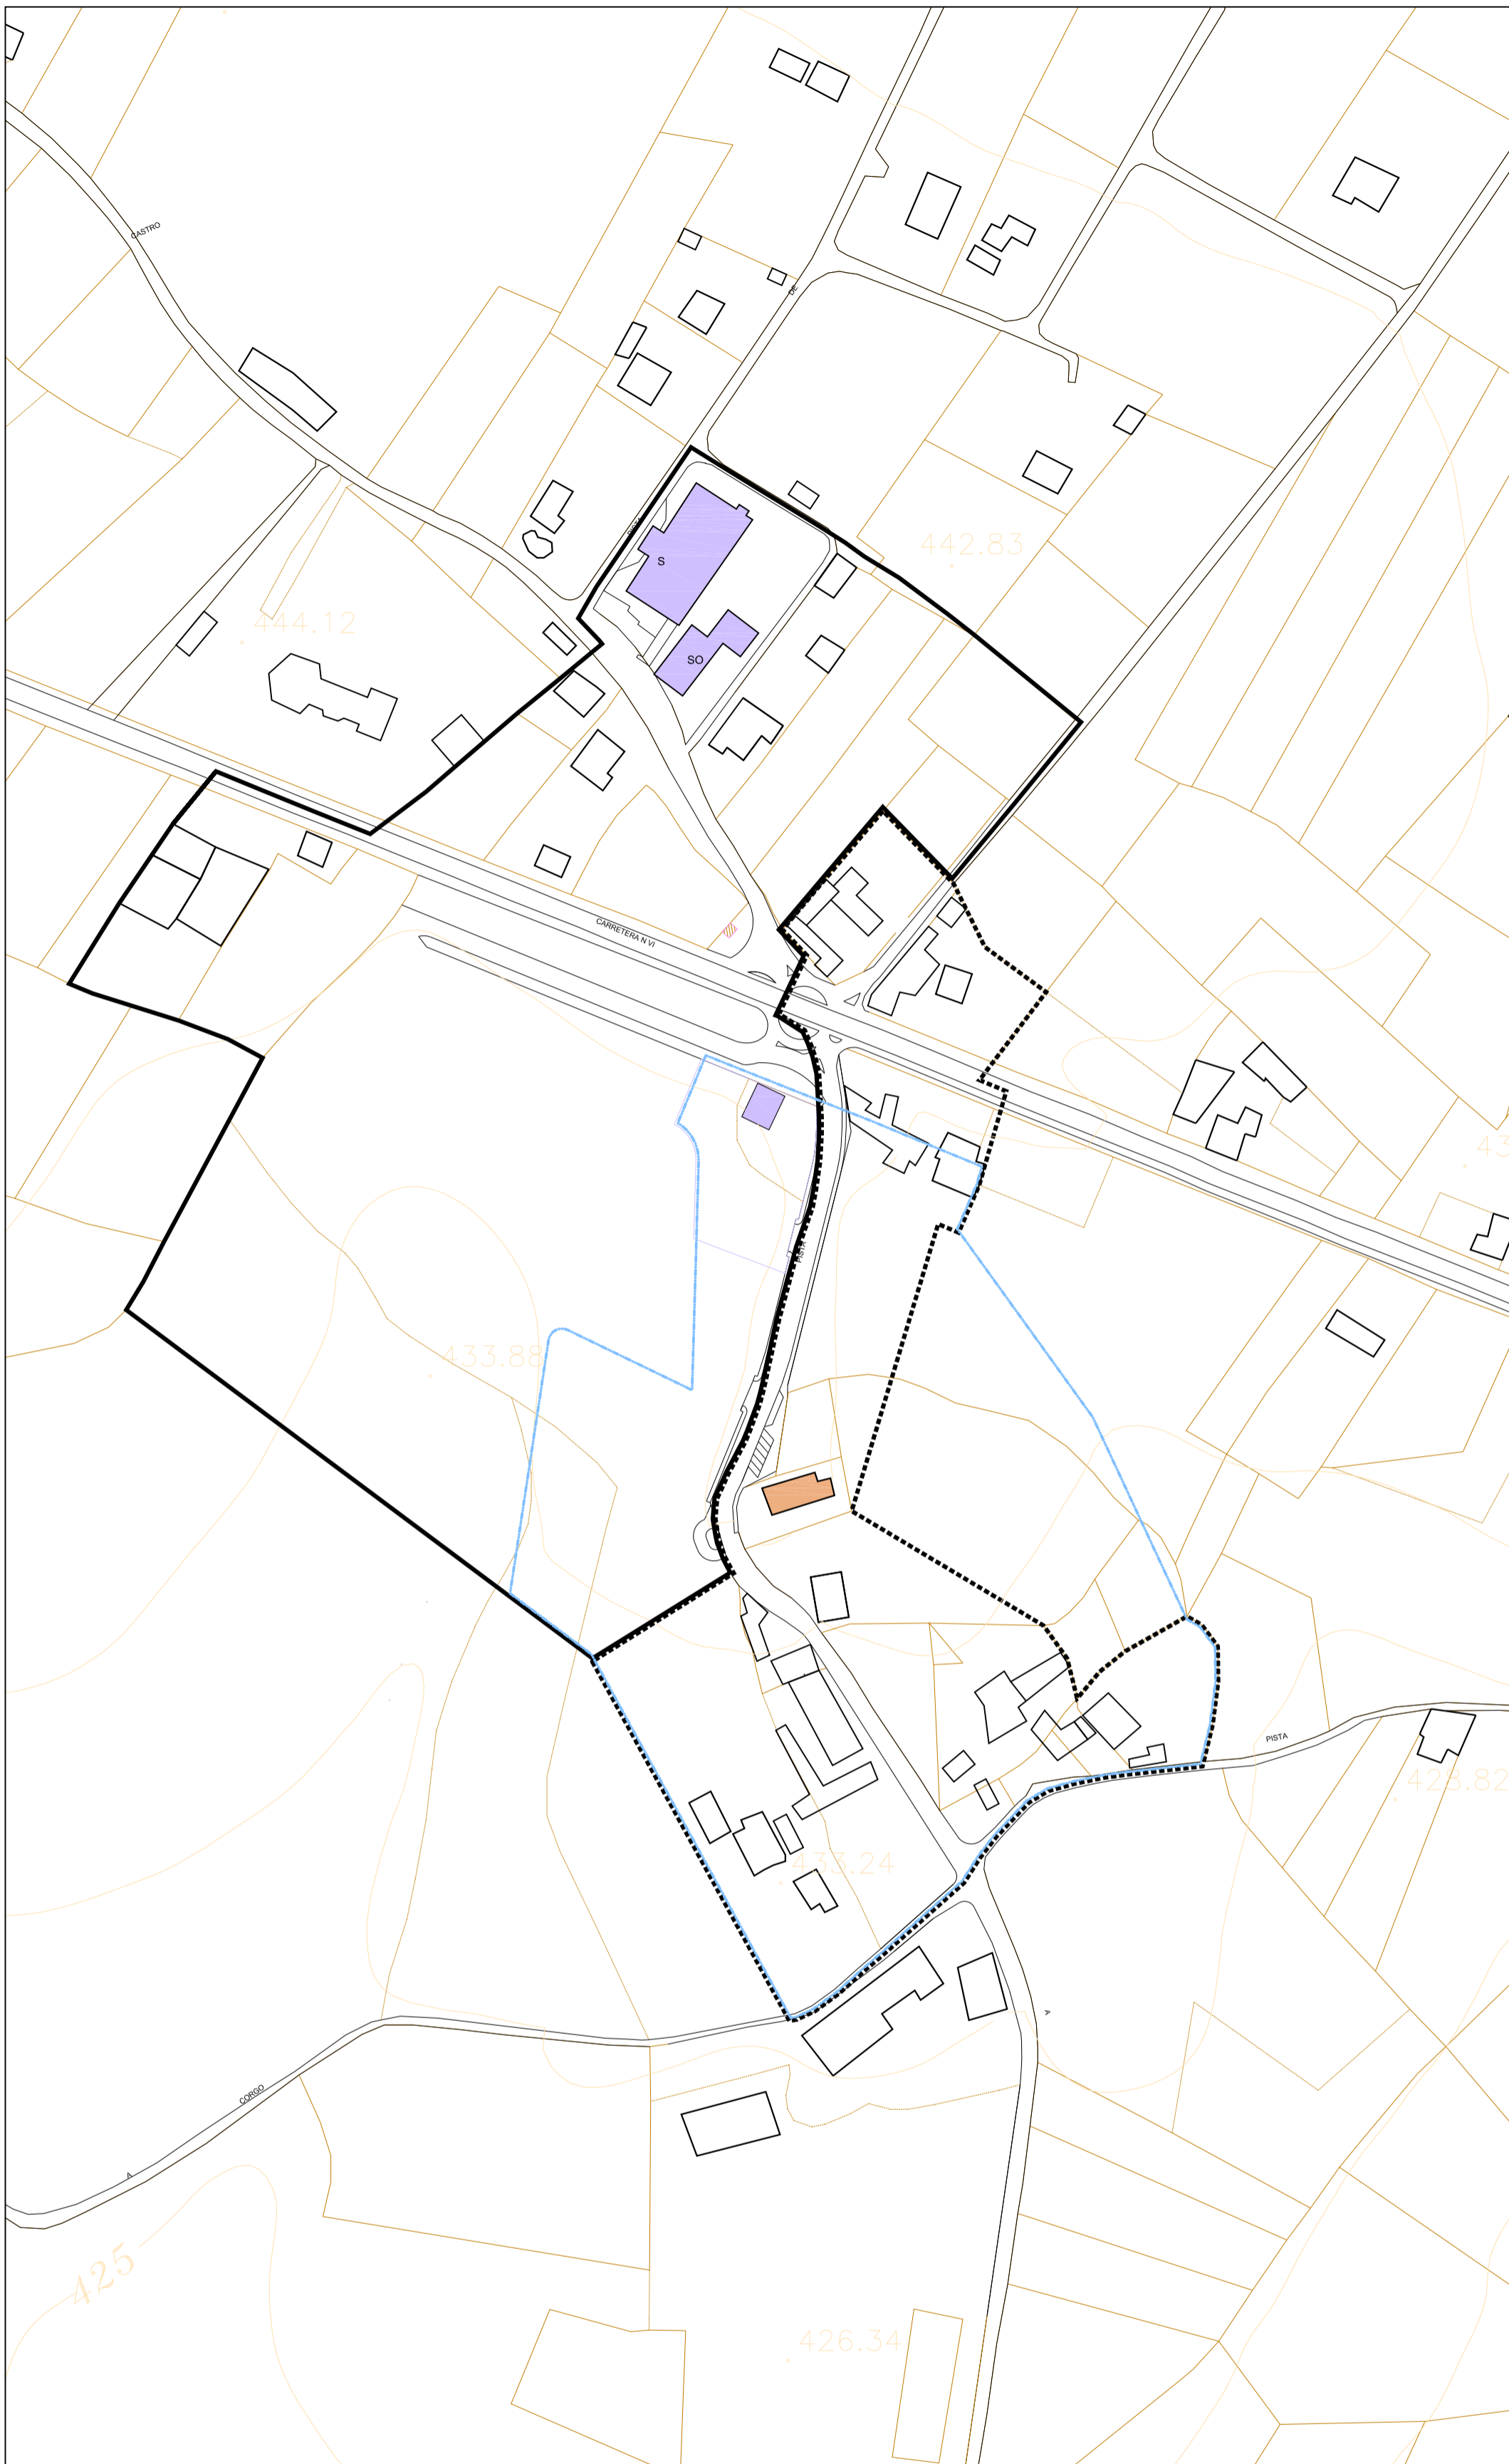 CASTRO
DE
442.83
S
444.12
SO
CARRETERA N VI
PISTA
433.88
PISTA
428.82
433.24
A
CORGO
A
425
426.34